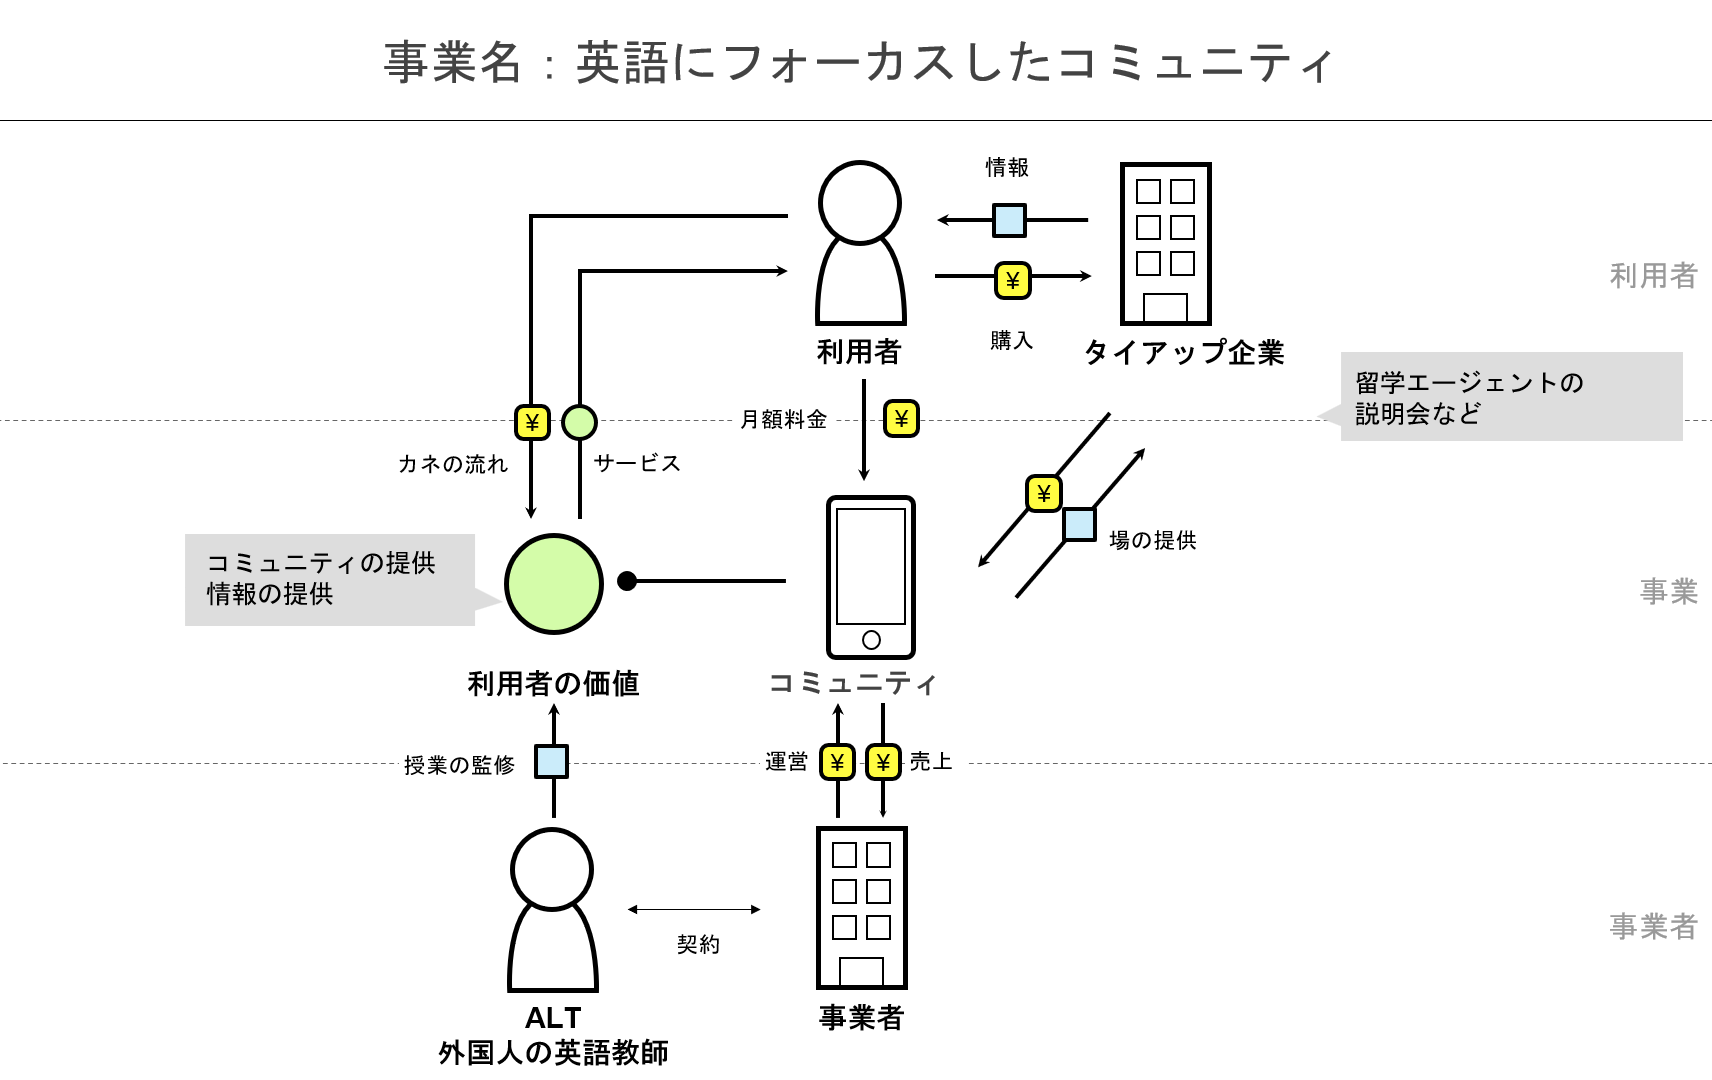 事業名：英語にフォーカスしたコミュニティ
情報
¥
購入
利用者
タイアップ企業
利用者
留学エージェントの
説明会など
月額料金
¥
¥
カネの流れ
サービス
¥
場の提供
コミュニティの提供
情報の提供
事業
利用者の価値
コミュニティ
授業の監修
運営
¥
¥
売上
契約
事業者
ALT
外国人の英語教師
事業者